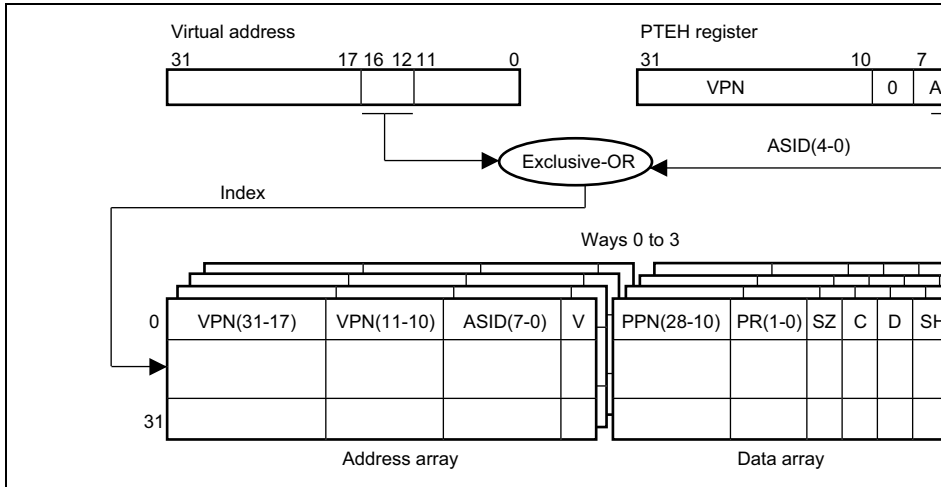 Virtual address
31 17 16 12 11 0
PTEH register
31 10 7
VPN 0 A
Exclusive-OR
ASID(4-0)
Index
Ways 0 to 3
0 VPN(31-17) VPN(11-10) ASID(7-0) V
PPN(28-10) PR(1-0) SZ C D SH
31
Address array
Data array